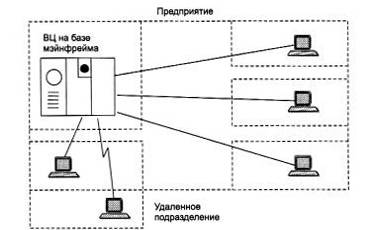 Предприятие
ВЦ на базе
мэйнфрейма
Удаленное
подразделение